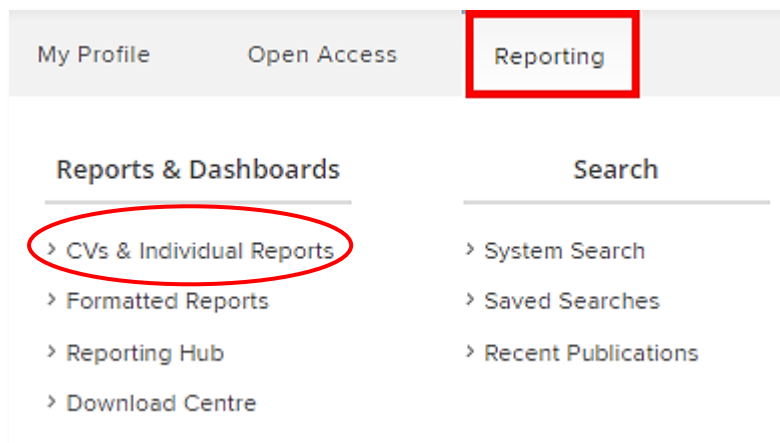 My Profile Open Access Reporting
Reports & Dashboards
> CVs & Individual Reports
> Formatted Reports
> Reporting Hub
> Download Centre
Search
> System Search
> Saved Searches
> Recent Publications